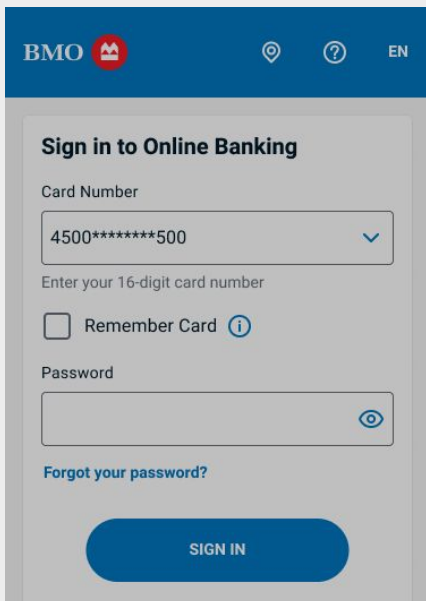 BMO
EN
Sign in to Online Banking
Card Number
4500********500
Enter your 16-digit card number
Remember Card
Password
Forgot your password?
SIGN IN